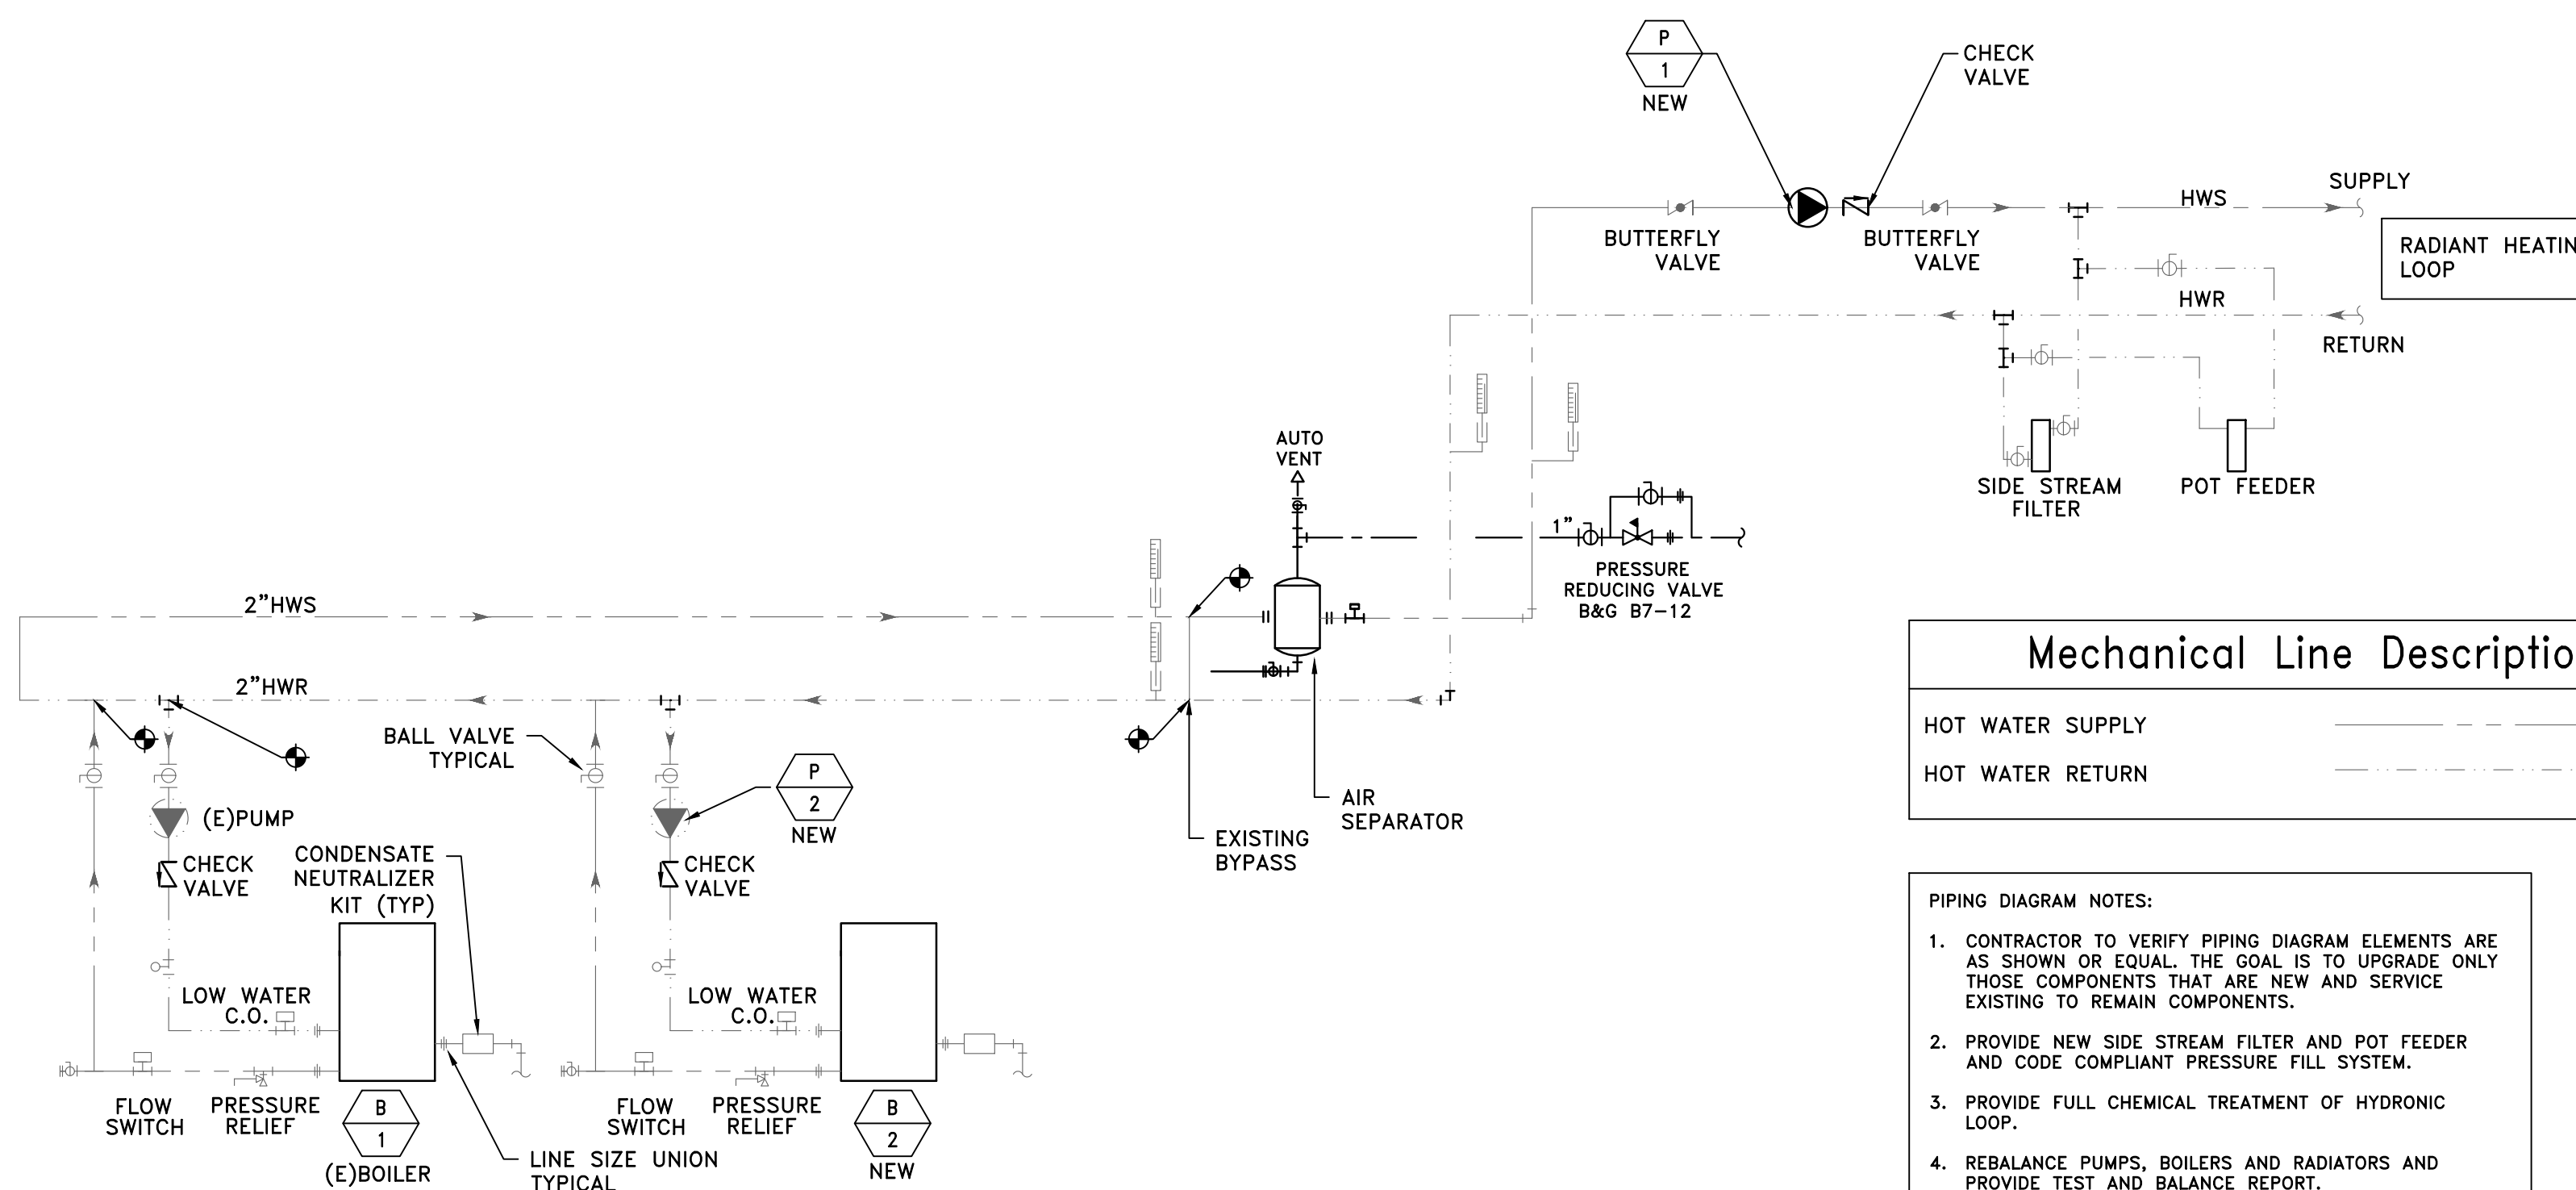 P
1
NEW
CHECK
VALVE
SUPPLY
HWS
BUTTERFLY
VALVE
BUTTERFLY
VALVE
RADIANT HEATIN
LOOP
HWR
RETURN
AUTO
VENT
SIDE STREAM
FILTER
POT FEEDER
1"
PRESSURE
REDUCING VALVE
B&G B7-12
2"HWS
2"HWR
Mechanical Line Descriptio
HOT WATER SUPPLY
HOT WATER RETURN
BALL VALVE
TYPICAL
P
2
NEW
AIR
SEPARATOR
EXISTING
BYPASS
(E)PUMP
CHECK
VALVE
CONDENSATE
NEUTRALIZER
KIT (TYP)
CHECK
VALVE
LOW WATER
C.O.
LOW WATER
C.O.
FLOW
SWITCH
PRESSURE
RELIEF
B
1
(E)BOILER
LINE SIZE UNION
TYPICAL
FLOW
SWITCH
PRESSURE
RELIEF
B
2
NEW
PIPING DIAGRAM NOTES:
1. CONTRACTOR TO VERIFY PIPING DIAGRAM ELEMENTS ARE
AS SHOWN OR EQUAL. THE GOAL IS TO UPGRADE ONLY
THOSE COMPONENTS THAT ARE NEW AND SERVICE
EXISTING TO REMAIN COMPONENTS.
2. PROVIDE NEW SIDE STREAM FILTER AND POT FEEDER
AND CODE COMPLIANT PRESSURE FILL SYSTEM.
3. PROVIDE FULL CHEMICAL TREATMENT OF HYDRONIC
LOOP.
4. REBALANCE PUMPS, BOILERS AND RADIATORS AND
PROVIDE TEST AND BALANCE REPORT.